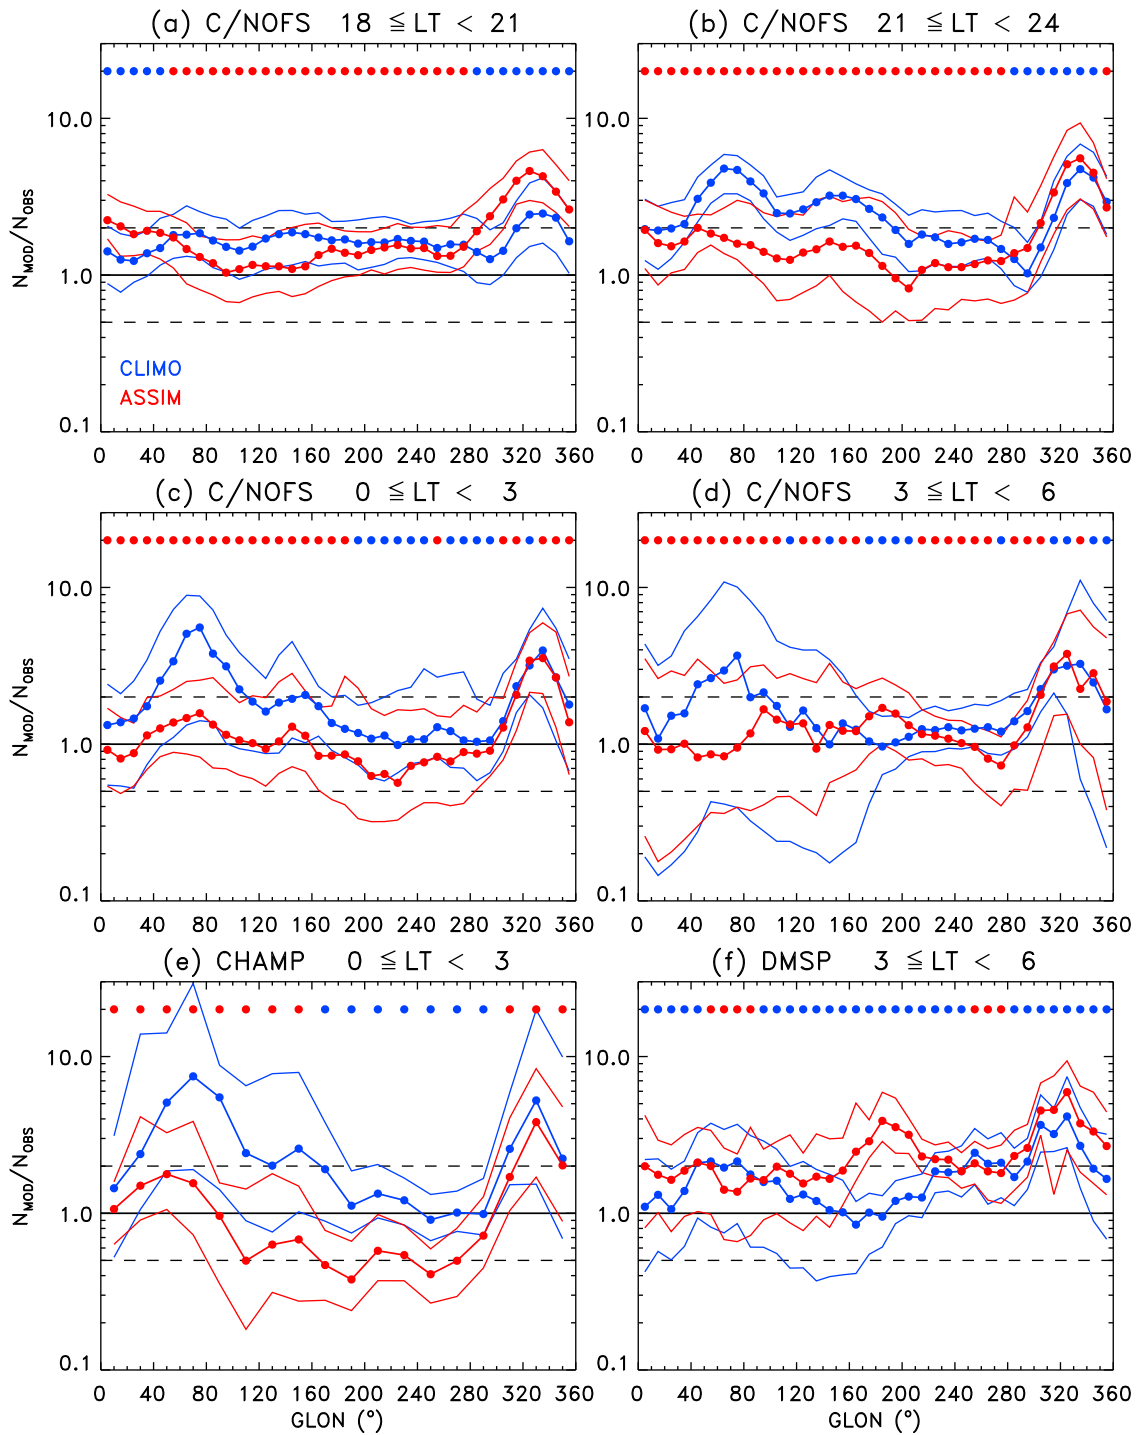 (a) C/NOFS 18 ≦ LT < 21
(b) C/NOFS 21 ≦ LT < 24
10.0
1.0
0.1
N_MOD/N_OBS
CLIMO
ASSIM
0 40 80 120 160 200 240 280 320 360
10.0
1.0
0.1
0 40 80 120 160 200 240 280 320 360
(c) C/NOFS 0 ≦ LT < 3
(d) C/NOFS 3 ≦ LT < 6
10.0
1.0
0.1
N_MOD/N_OBS
0 40 80 120 160 200 240 280 320 360
10.0
1.0
0.1
0 40 80 120 160 200 240 280 320 360
(e) CHAMP 0 ≦ LT < 3
(f) DMSP 3 ≦ LT < 6
10.0
1.0
0.1
N_MOD/N_OBS
0 40 80 120 160 200 240 280 320 360
GLON (°)
10.0
1.0
0.1
0 40 80 120 160 200 240 280 320 360
GLON (°)